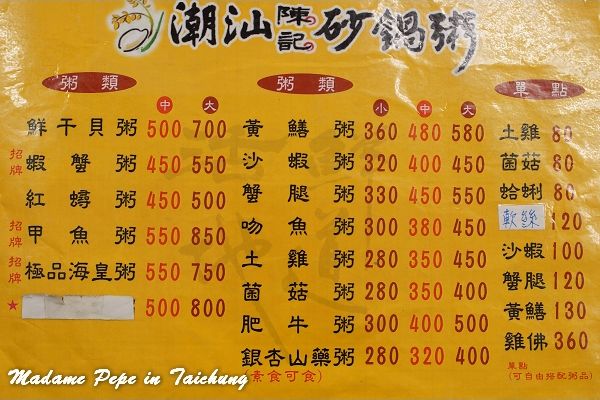 潮汕陳記砂鍋粥
粥類
中 大
鮮干貝粥 500 700
招牌 蝦蟹粥 450 550
紅蟳粥 450 500
招牌 甲魚粥 550 850
招牌 極品海皇粥 550 750
★ 500 800
粥類
小 中 大
黃鱔粥 360 480 580
沙蝦粥 320 400 450
蟹腿粥 330 450 550
吻魚粥 300 380 450
土雞粥 280 350 400
菌菇粥 280 350 400
肥牛粥 300 400 500
銀杏山藥粥 280 320 400
(素食可食)
單點
土雞 80
菌菇 80
蛤蜊 80
軟絲 120
沙蝦 100
蟹腿 120
黃鱔 130
雞佛 360
單點
(可自由搭配粥品)
Madame Pepe in Taichung